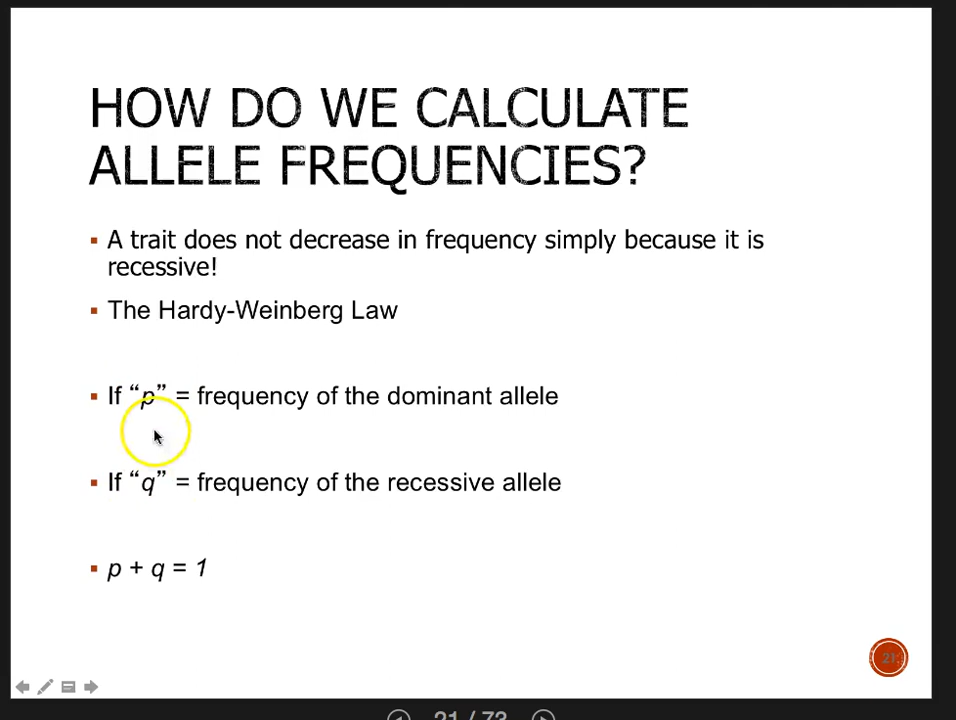 HOW DO WE CALCULATE
ALLELE FREQUENCIES?
▪ A trait does not decrease in frequency simply because it is
recessive!
▪ The Hardy-Weinberg Law
▪ If “p” = frequency of the dominant allele
▪ If “q” = frequency of the recessive allele
▪ p + q = 1
21
21 / 73